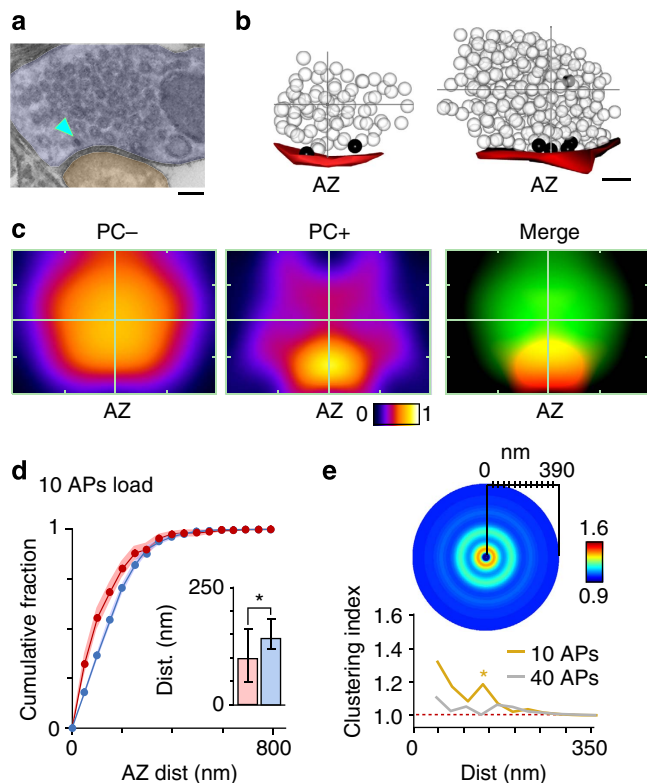 a
b
AZ
AZ
c
PC–
PC+
Merge
AZ
AZ
0
1
AZ
d
10 APs load
Cumulative fraction
1
0
0
800
AZ dist (nm)
Dist. (nm)
250
0
*
e
nm
0
390
1.6
0.9
Clustering index
1.6
1.4
1.2
1.0
*
10 APs
40 APs
0
350
Dist (nm)